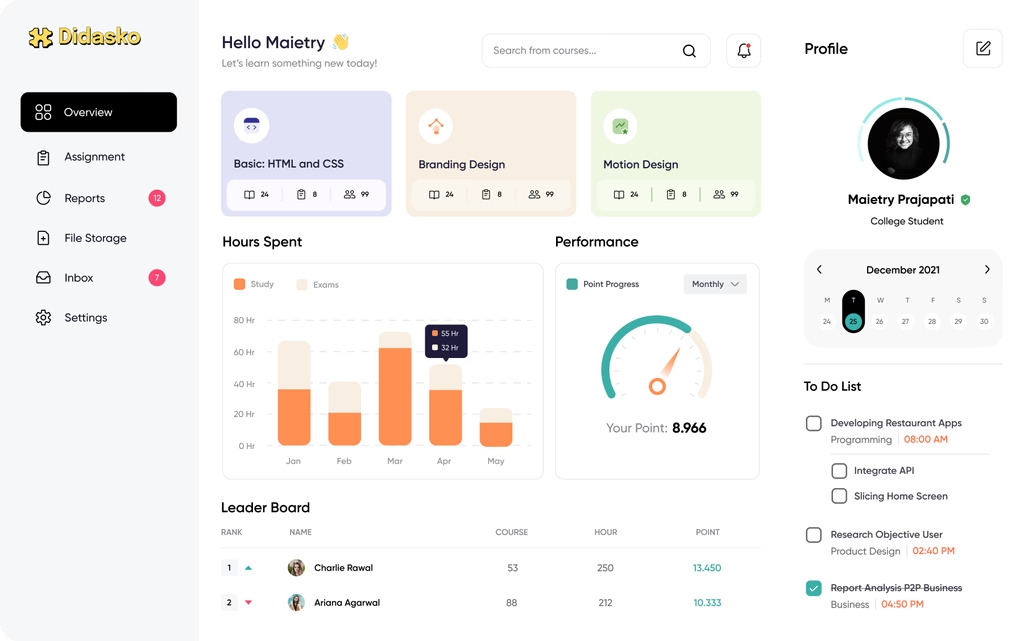 Didasko
Overview
Assignment
Reports 12
File Storage
Inbox 7
Settings
Hello Maietry 👋
Let's learn something new today!
Search from courses...
Basic: HTML and CSS
24 8 99
Branding Design
24 8 99
Motion Design
24 8 99
Hours Spent
Study Exams
80 Hr
60 Hr
40 Hr
20 Hr
0 Hr
55 Hr
32 Hr
Jan Feb Mar Apr May
Performance
Point Progress Monthly
Your Point: 8.966
Leader Board
RANK NAME COURSE HOUR POINT
1 Charlie Rawal 53 250 13.450
2 Ariana Agarwal 88 212 10.333
Profile
Maietry Prajapati
College Student
December 2021
M T W T F S S
24 25 26 27 28 29 30
To Do List
Developing Restaurant Apps
Programming 08:00 AM
Integrate API
Slicing Home Screen
Research Objective User
Product Design 02:40 PM
Report Analysis P2P Business
Business 04:50 PM